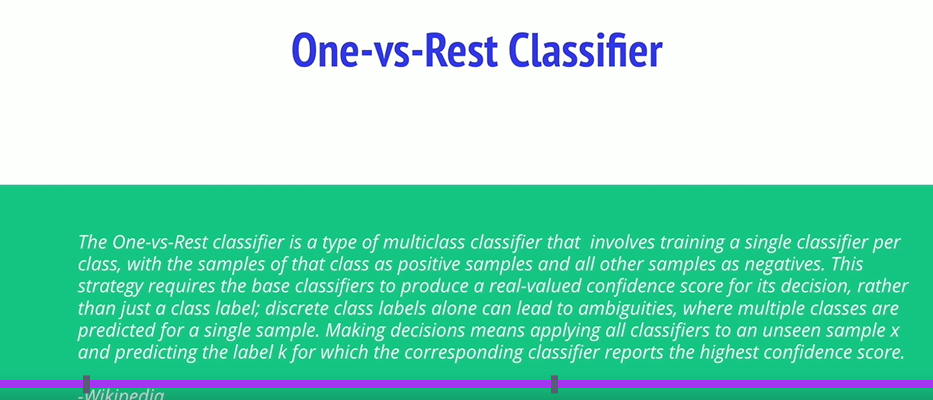 One-vs-Rest Classifier
The One-vs-Rest classifier is a type of multiclass classifier that  involves training a single classifier per
class, with the samples of that class as positive samples and all other samples as negatives. This
strategy requires the base classifiers to produce a real-valued confidence score for its decision, rather
than just a class label; discrete class labels alone can lead to ambiguities, where multiple classes are
predicted for a single sample. Making decisions means applying all classifiers to an unseen sample x
and predicting the label k for which the corresponding classifier reports the highest confidence score.
-Wikipedia